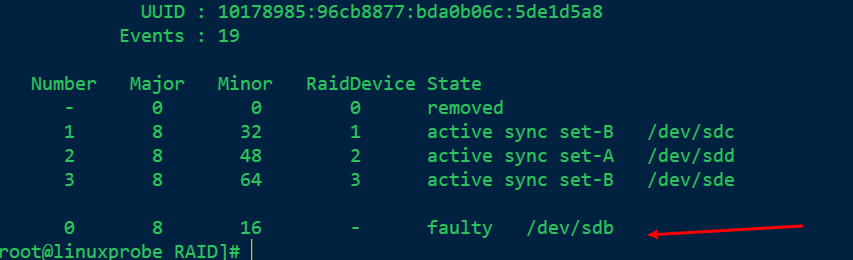 UUID : 10178985:96cb8877:bda0b06c:5de1d5a8
Events : 19
Number Major Minor RaidDevice State
- 0 0 0 removed
1 8 32 1 active sync set-B /dev/sdc
2 8 48 2 active sync set-A /dev/sdd
3 8 64 3 active sync set-B /dev/sde
0 8 16 - faulty /dev/sdb
root@linuxprobe RAID]#